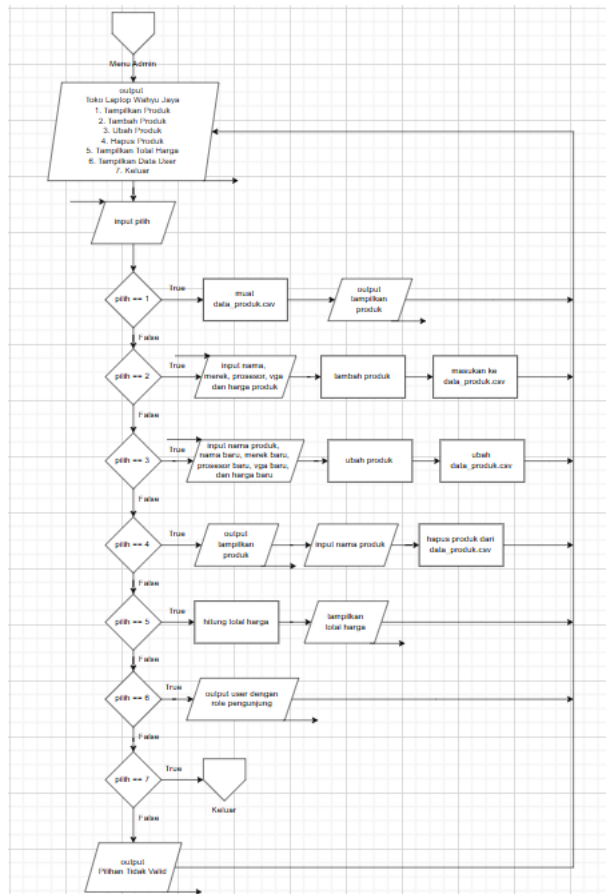 Menu Admin
output
Toko Laptop Wahyu Jaya
1. Tampilkan Produk
2. Tambah Produk
3. Ubah Produk
4. Hapus Produk
5. Tampilkan Total Harga
6. Tampilkan Data User
7. Keluar
input pilih
pilih == 1
True
muat
data_produk.csv
output
tampilkan
produk
False
pilih == 2
True
input nama,
merek, prosesor, vga
dan harga produk
tambah produk
masukan ke
data_produk.csv
False
pilih == 3
True
input nama produk,
nama baru, merek baru,
prosesor baru, vga baru,
dan harga baru
ubah produk
ubah
data_produk.csv
False
pilih == 4
True
output
tampilkan
produk
input nama produk
hapus produk dari
data_produk.csv
False
pilih == 5
True
hitung total harga
tampilkan
total harga
False
pilih == 6
True
output user dengan
role pengunjung
False
pilih == 7
True
Keluar
False
output
Pilihan Tidak Valid